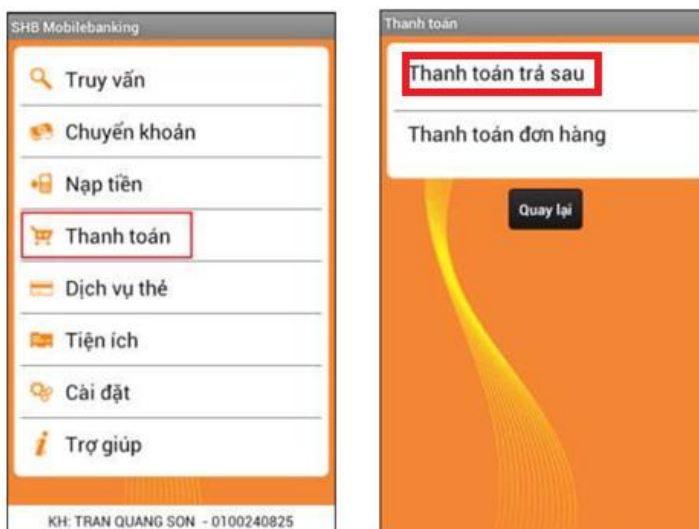 SHB Mobilebanking
Truy vấn
Chuyển khoản
Nạp tiền
Thanh toán
Dịch vụ thẻ
Tiện ích
Cài đặt
Trợ giúp
KH: TRAN QUANG SON - 0100240825
Thanh toán
Thanh toán trả sau
Thanh toán đơn hàng
Quay lại